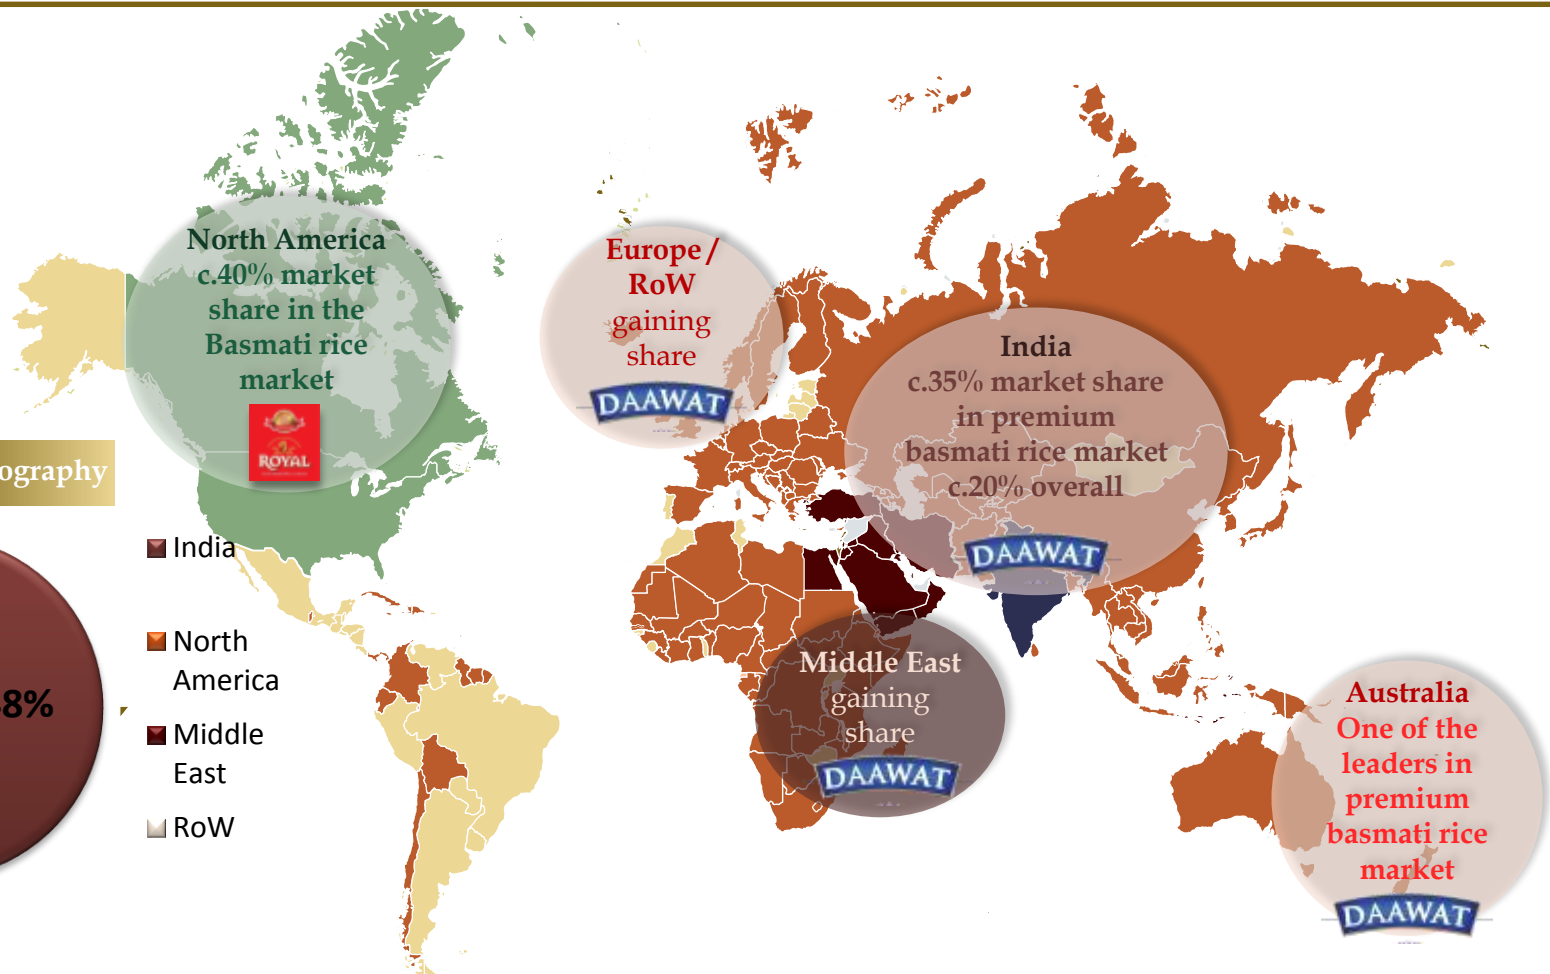 North America
c.40% market
share in the
Basmati rice
market
ROYAL
Europe /
RoW
gaining
share
DAAWAT
India
c.35% market share
in premium
basmati rice market
c.20% overall
DAAWAT
ography
India
North
America
Middle
East
RoW
8%
Middle East
gaining
share
DAAWAT
Australia
One of the
leaders in
premium
basmati rice
market
DAAWAT